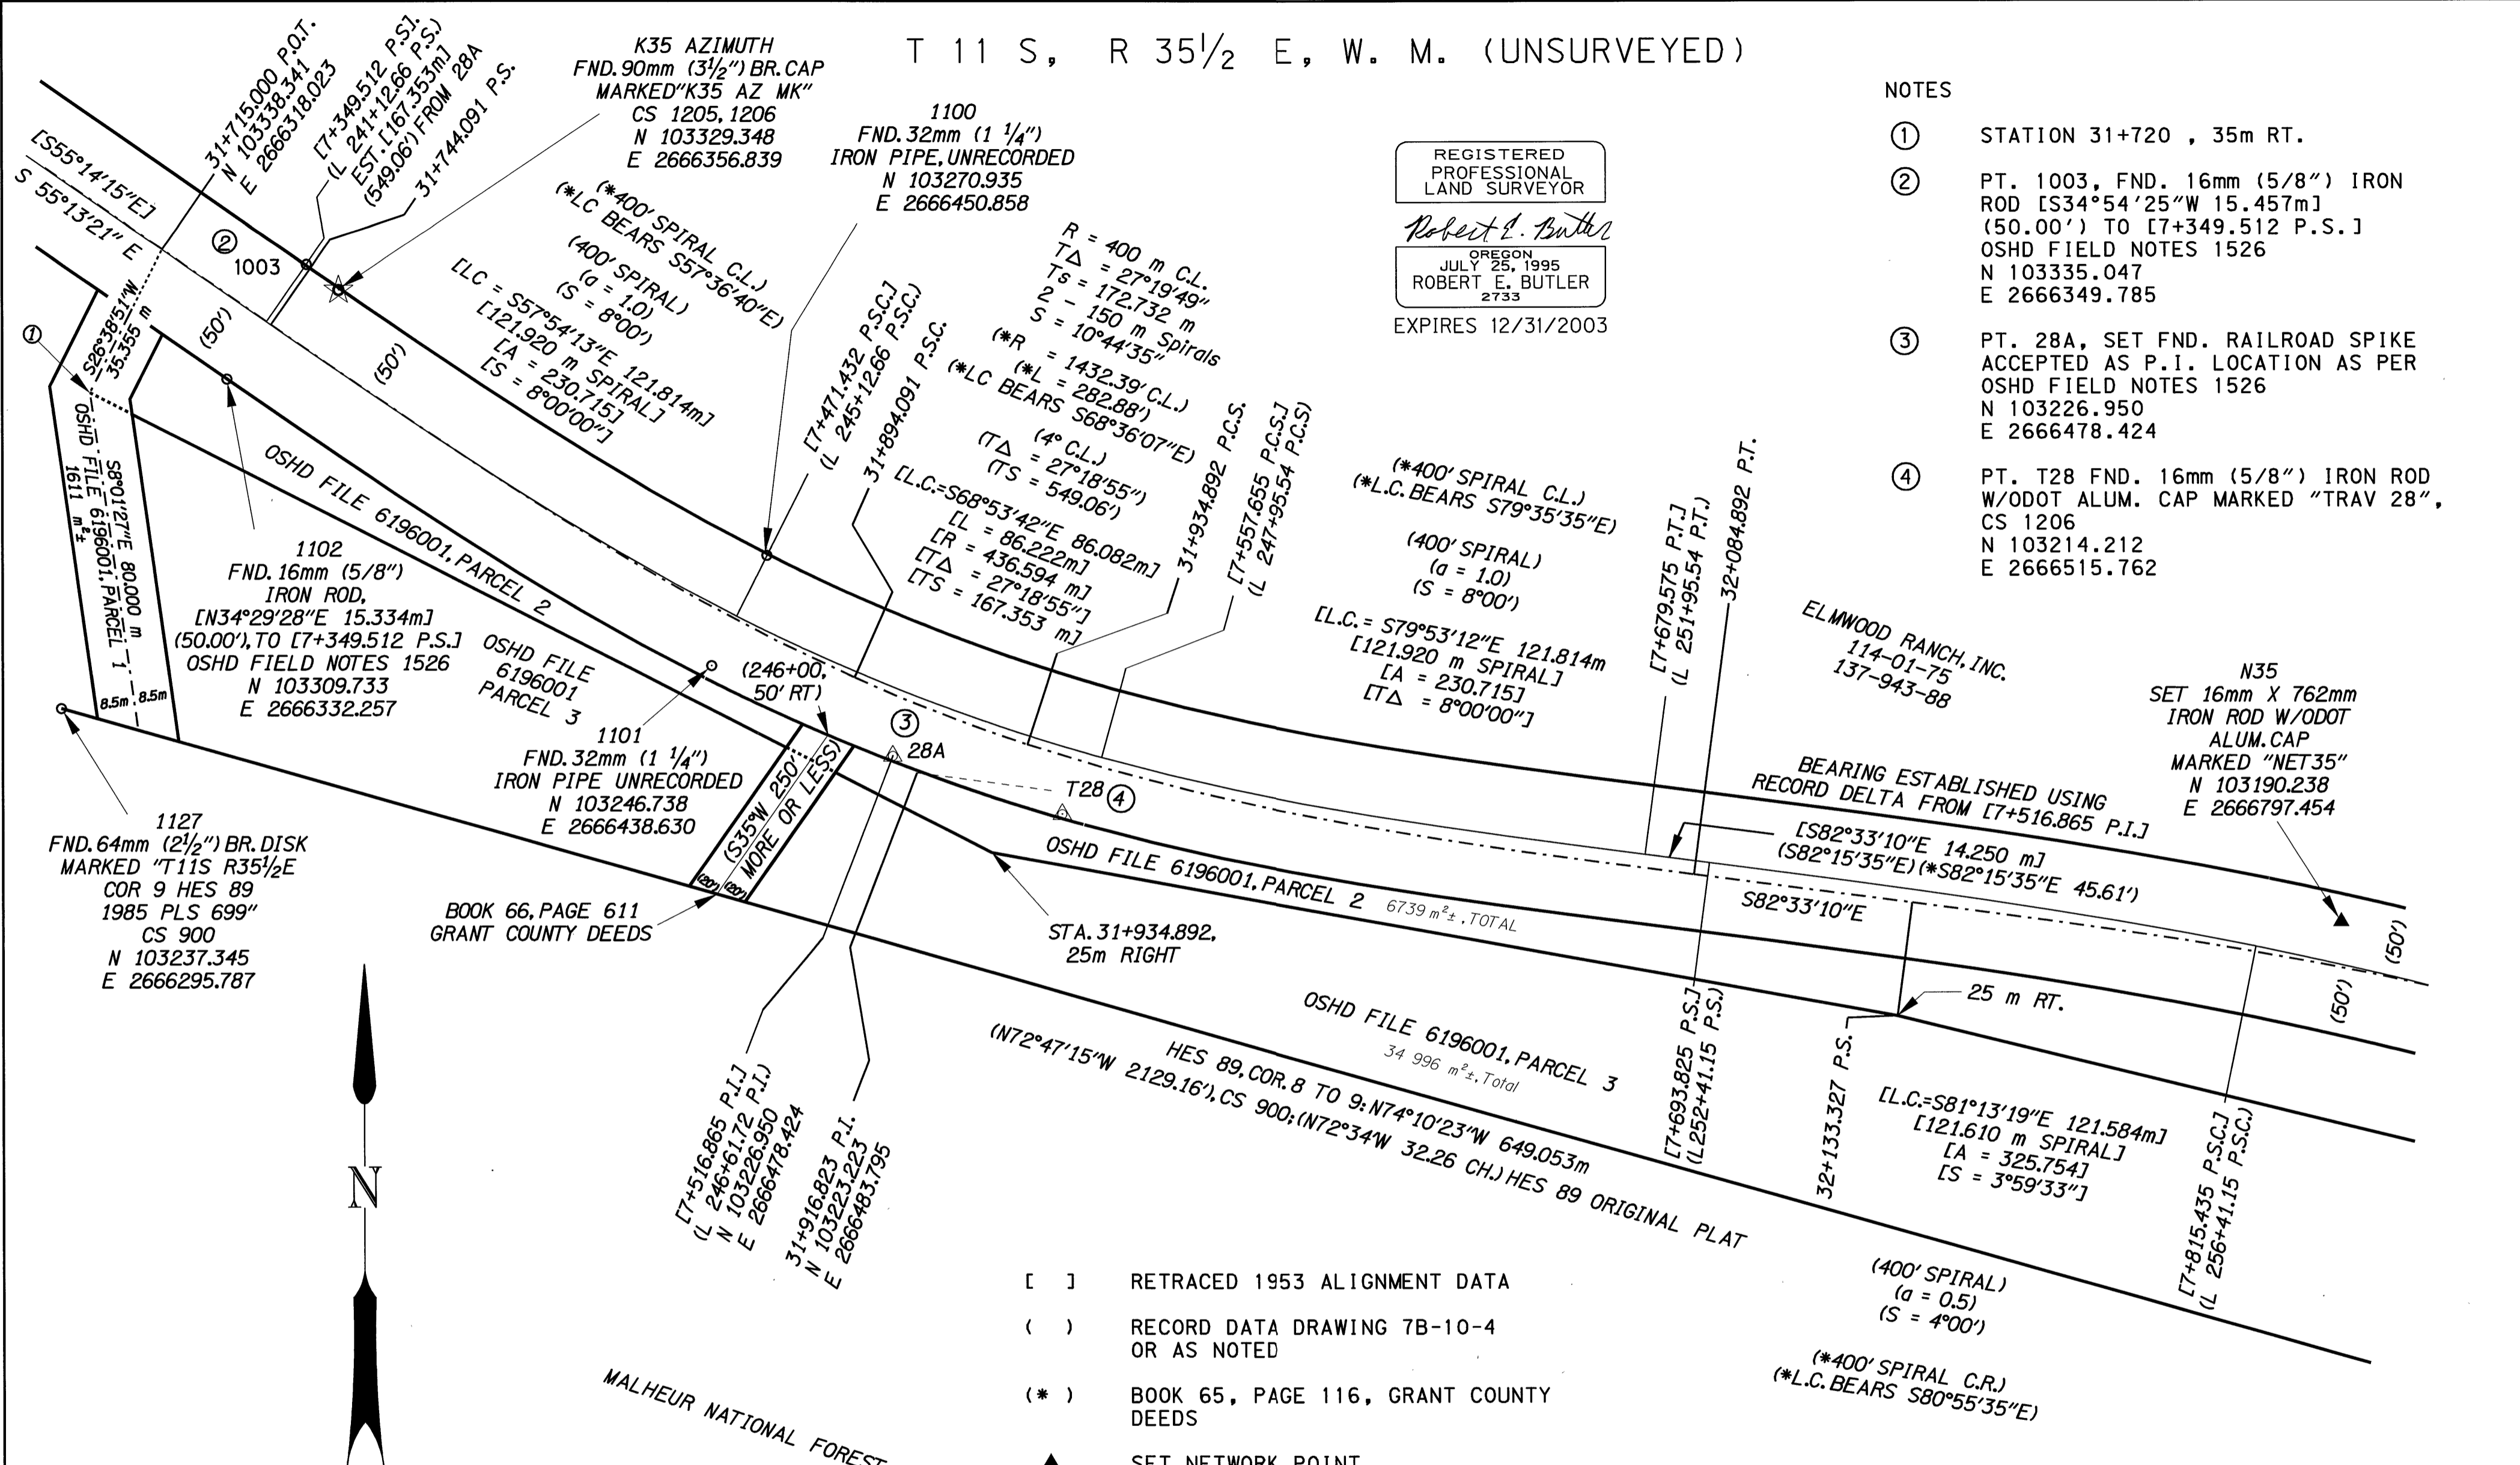 T 11 S, R 35½ E, W. M. (UNSURVEYED)
[S55°14'15"E]
S 55°13'21" E
31+715.000 P.O.T.
N 103338.341
E 2666318.023
[7+349.512 P.S].
(L 241+12.66 P.S.)
EST.[167.353m]
(549.06') FROM 28A
31+744.091 P.S.
K35 AZIMUTH
FND.90mm (3½") BR.CAP
MARKED"K35 AZ MK"
CS 1205,1206
N 103329.348
E 2666356.839
1100
FND.32mm (1 ¼")
IRON PIPE,UNRECORDED
N 103270.935
E 2666450.858
REGISTERED
PROFESSIONAL
LAND SURVEYOR
Robert E. Butler
OREGON
JULY 25, 1995
ROBERT E. BUTLER
2733
EXPIRES 12/31/2003
NOTES
1 STATION 31+720 , 35m RT.
2 PT. 1003, FND. 16mm (5/8") IRON
ROD [S34°54'25"W 15.457m]
(50.00') TO [7+349.512 P.S.]
OSHD FIELD NOTES 1526
N 103335.047
E 2666349.785
3 PT. 28A, SET FND. RAILROAD SPIKE
ACCEPTED AS P.I. LOCATION AS PER
OSHD FIELD NOTES 1526
N 103226.950
E 2666478.424
4 PT. T28 FND. 16mm (5/8") IRON ROD
W/ODOT ALUM. CAP MARKED "TRAV 28",
CS 1206
N 103214.212
E 2666515.762
2
1003
1
S26°38'51"W
35.355 m
(50')
(50')
(*400' SPIRAL C.L.)
(*LC BEARS S57°36'40"E)
(400' SPIRAL)
(a = 1.0)
(S = 8°00')
[LC = S57°54'13"E 121.814m]
[121.920 m SPIRAL]
[A = 230.715]
[S = 8°00'00"]
[7+471.432 P.S.C.]
(L 245+12.66 P.S.C.)
31+894.091 P.S.C.
R = 400 m C.L.
T△ = 27°19'49"
Ts = 172.732 m
2 - 150 m Spirals
S = 10°44'35"
(*R = 1432.39' C.L.)
(*L = 282.88')
(*LC BEARS S68°36'07"E)
(4° C.L.)
(T△ = 27°18'55")
(TS = 549.06')
[L.C.=S68°53'42"E 86.082m]
[L = 86.222m]
[R = 436.594 m]
[T△ = 27°18'55"]
[TS = 167.353 m]
31+934.892 P.C.S.
[7+557.655 P.C.S.]
(L 247+95.54 P.C.S)
(*400' SPIRAL C.L.)
(*L.C. BEARS S79°35'35"E)
(400' SPIRAL)
(a = 1.0)
(S = 8°00')
[L.C.= S79°53'12"E 121.814m
[121.920 m SPIRAL]
[A = 230.715]
[T△ = 8°00'00"]
[7+679.575 P.T.]
(L 251+95.54 P.T.)
32+084.892 P.T.
ELMWOOD RANCH,INC.
114-01-75
137-943-88
N35
SET 16mm X 762mm
IRON ROD W/ODOT
ALUM.CAP
MARKED "NET35"
N 103190.238
E 2666797.454
OSHD FILE 6196001,PARCEL 1
1611 m²±
S8°01'27"E 80.000 m
8.5m 8.5m
OSHD FILE 6196001,PARCEL 2
1102
FND.16mm (5/8")
IRON ROD,
[N34°29'28"E 15.334m]
(50.00'),TO [7+349.512 P.S.]
OSHD FIELD NOTES 1526
N 103309.733
E 2666332.257
OSHD FILE
6196001
PARCEL 3
1101
FND.32mm (1 ¼")
IRON PIPE UNRECORDED
N 103246.738
E 2666438.630
(246+00,
50' RT)
3
28A
T28 4
(S35°W 250'
MORE OR LESS)
(20') (20')
BOOK 66,PAGE 611
GRANT COUNTY DEEDS
1127
FND.64mm (2½") BR.DISK
MARKED "T11S R35½E
COR 9 HES 89
1985 PLS 699"
CS 900
N 103237.345
E 2666295.787
BEARING ESTABLISHED USING
RECORD DELTA FROM [7+516.865 P.I.]
[S82°33'10"E 14.250 m]
(S82°15'35"E)(*S82°15'35"E 45.61')
S82°33'10"E
OSHD FILE 6196001,PARCEL 2 6739 m²±,TOTAL
STA.31+934.892,
25m RIGHT
(50')
(50')
25 m RT.
OSHD FILE 6196001,PARCEL 3
34 996 m²±,Total
HES 89,COR.8 TO 9:N74°10'23"W 649.053m
(N72°47'15"W 2129.16'),CS 900;(N72°34'W 32.26 CH.) HES 89 ORIGINAL PLAT
[7+516.865 P.I.]
(L 246+61.72 P.I.)
N 103226.950
E 2666478.424
31+916.823 P.I.
N 103223.223
E 2666483.795
[7+693.825 P.S.]
(L252+41.15 P.S.)
32+133.327 P.S.
[L.C.=S81°13'19"E 121.584m]
[121.610 m SPIRAL]
[A = 325.754]
[S = 3°59'33"]
[7+815.435 P.S.C.]
(L 256+41.15 P.S.C.)
(400' SPIRAL)
(a = 0.5)
(S = 4°00')
(*400' SPIRAL C.R.)
(*L.C. BEARS S80°55'35"E)
N
[ ] RETRACED 1953 ALIGNMENT DATA
( ) RECORD DATA DRAWING 7B-10-4
OR AS NOTED
(* ) BOOK 65, PAGE 116, GRANT COUNTY
DEEDS
SET NETWORK POINT
MALHEUR NATIONAL FOREST